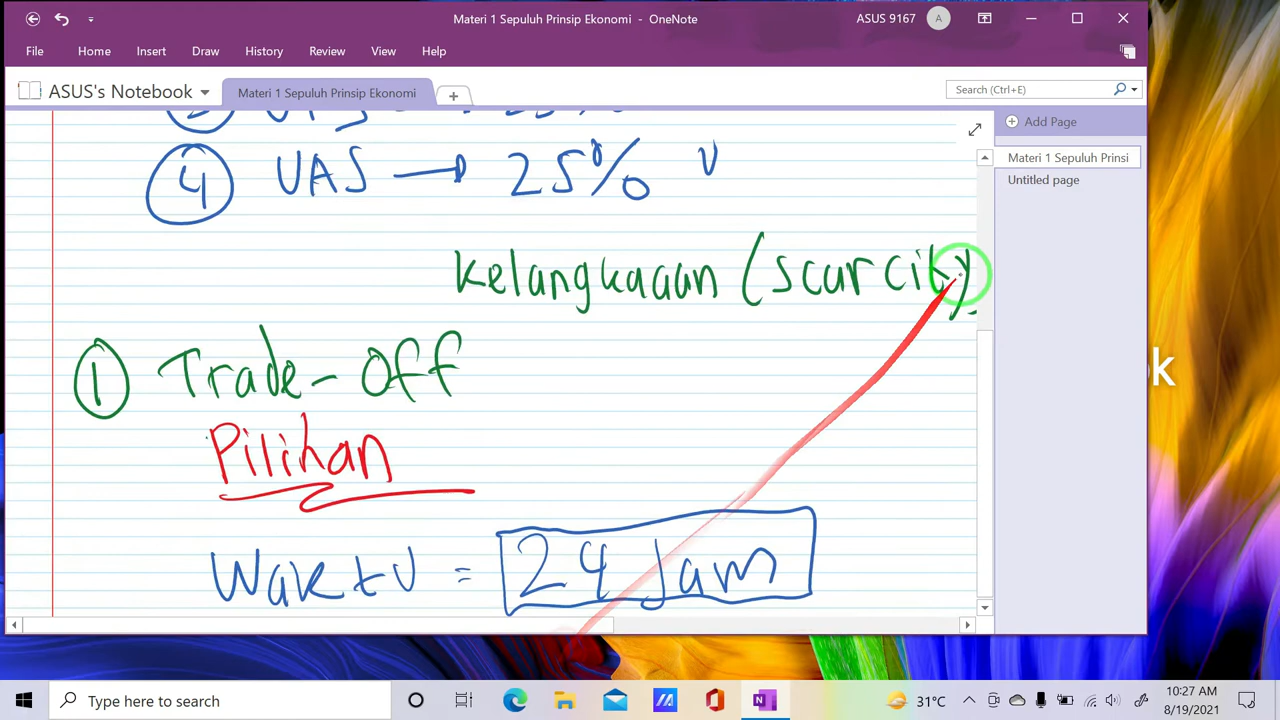 Materi 1 Sepuluh Prinsip Ekonomi - OneNote
ASUS 9167
A
File Home Insert Draw History Review View Help
ASUS's Notebook
Materi 1 Sepuluh Prinsip Ekonomi
Search (Ctrl+E)
Add Page
Materi 1 Sepuluh Prinsi
Untitled page
4 UAS → 25% v
Kelangkaaan (scarcity)
1 Trade-Off
Pilihan
Waktu = 24 Jam
ok
Type here to search
31°C
10:27 AM
8/19/2021